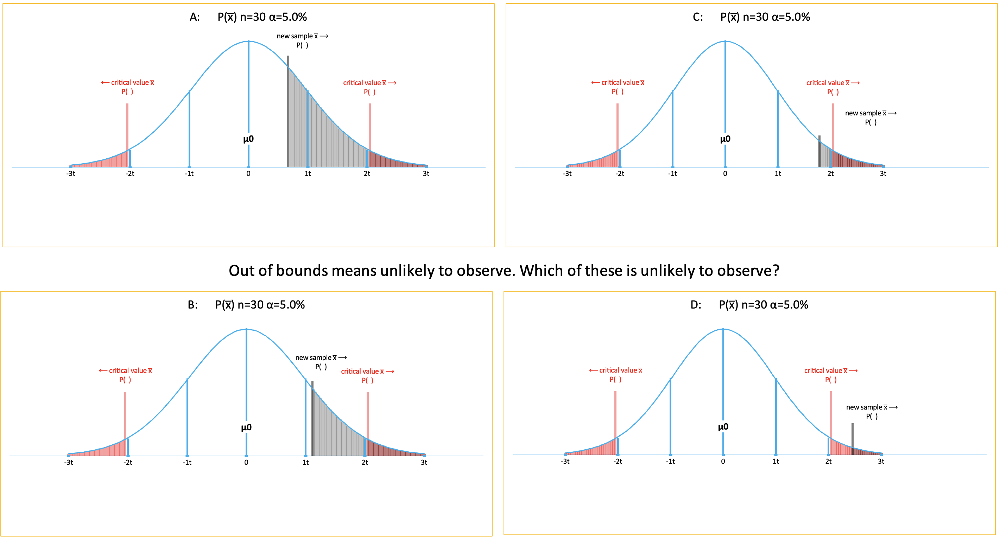 A: P(x̅) n=30 α=5.0%
new sample x̅ →
P( )
← critical value x̅
P( )
critical value x̅ →
P( )
μ0
-3t -2t -1t 0 1t 2t 3t
C: P(x̅) n=30 α=5.0%
← critical value x̅
P( )
critical value x̅ →
P( )
new sample x̅ →
P( )
μ0
-3t -2t -1t 0 1t 2t 3t
Out of bounds means unlikely to observe. Which of these is unlikely to observe?
B: P(x̅) n=30 α=5.0%
new sample x̅ →
P( )
← critical value x̅
P( )
critical value x̅ →
P( )
μ0
-3t -2t -1t 0 1t 2t 3t
D: P(x̅) n=30 α=5.0%
← critical value x̅
P( )
critical value x̅ →
P( )
new sample x̅ →
P( )
μ0
-3t -2t -1t 0 1t 2t 3t